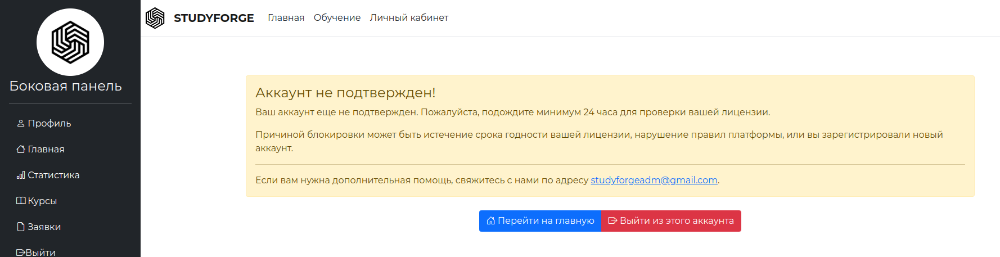 STUDYFORGE Главная Обучение Личный кабинет
Боковая панель
Профиль
Главная
Статистика
Курсы
Заявки
Выйти
Аккаунт не подтвержден!
Ваш аккаунт еще не подтвержден. Пожалуйста, подождите минимум 24 часа для проверки вашей лицензии.
Причиной блокировки может быть истечение срока годности вашей лицензии, нарушение правил платформы, или вы зарегистрировали новый
аккаунт.
Если вам нужна дополнительная помощь, свяжитесь с нами по адресу studyforgeadm@gmail.com.
Перейти на главную Выйти из этого аккаунта